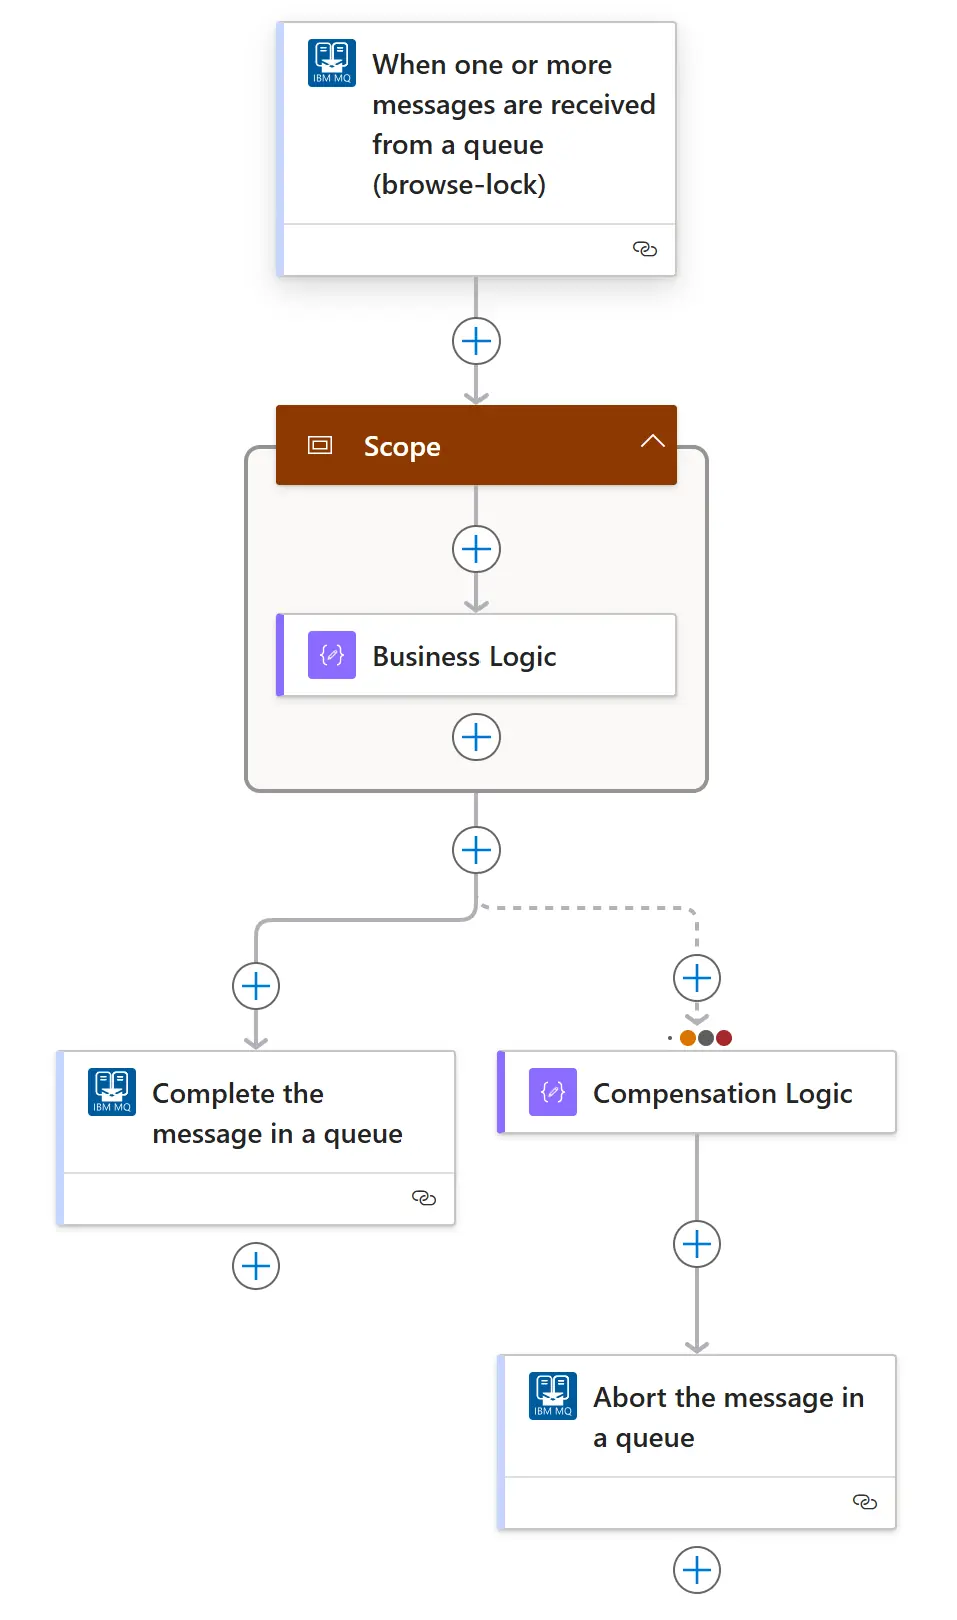 IBM MQ
When one or more
messages are received
from a queue
(browse-lock)
Scope
Business Logic
IBM MQ
Complete the
message in a queue
Compensation Logic
IBM MQ
Abort the message in
a queue